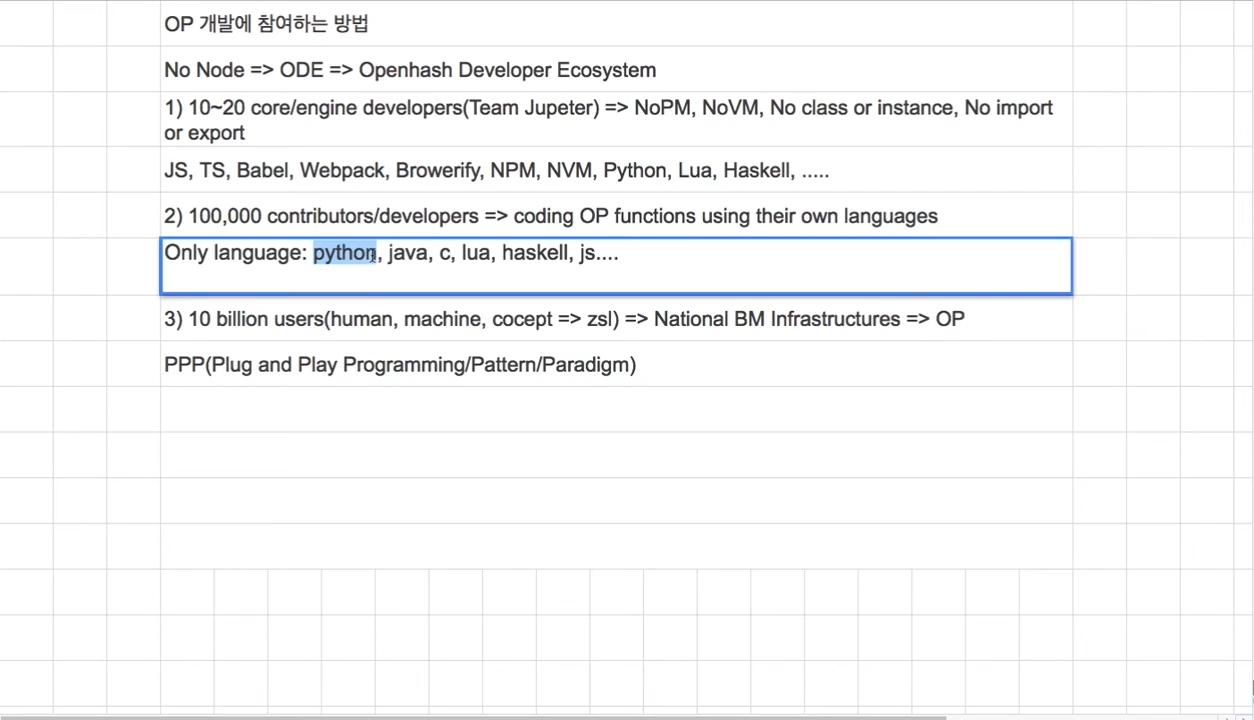 OP 개발에 참여하는 방법
No Node => ODE => Openhash Developer Ecosystem
1) 10~20 core/engine developers(Team Jupeter) => NoPM, NoVM, No class or instance, No import
or export
JS, TS, Babel, Webpack, Browerify, NPM, NVM, Python, Lua, Haskell, .....
2) 100,000 contributors/developers => coding OP functions using their own languages
Only language: python, java, c, lua, haskell, js....
3) 10 billion users(human, machine, cocept => zsl) => National BM Infrastructures => OP
PPP(Plug and Play Programming/Pattern/Paradigm)